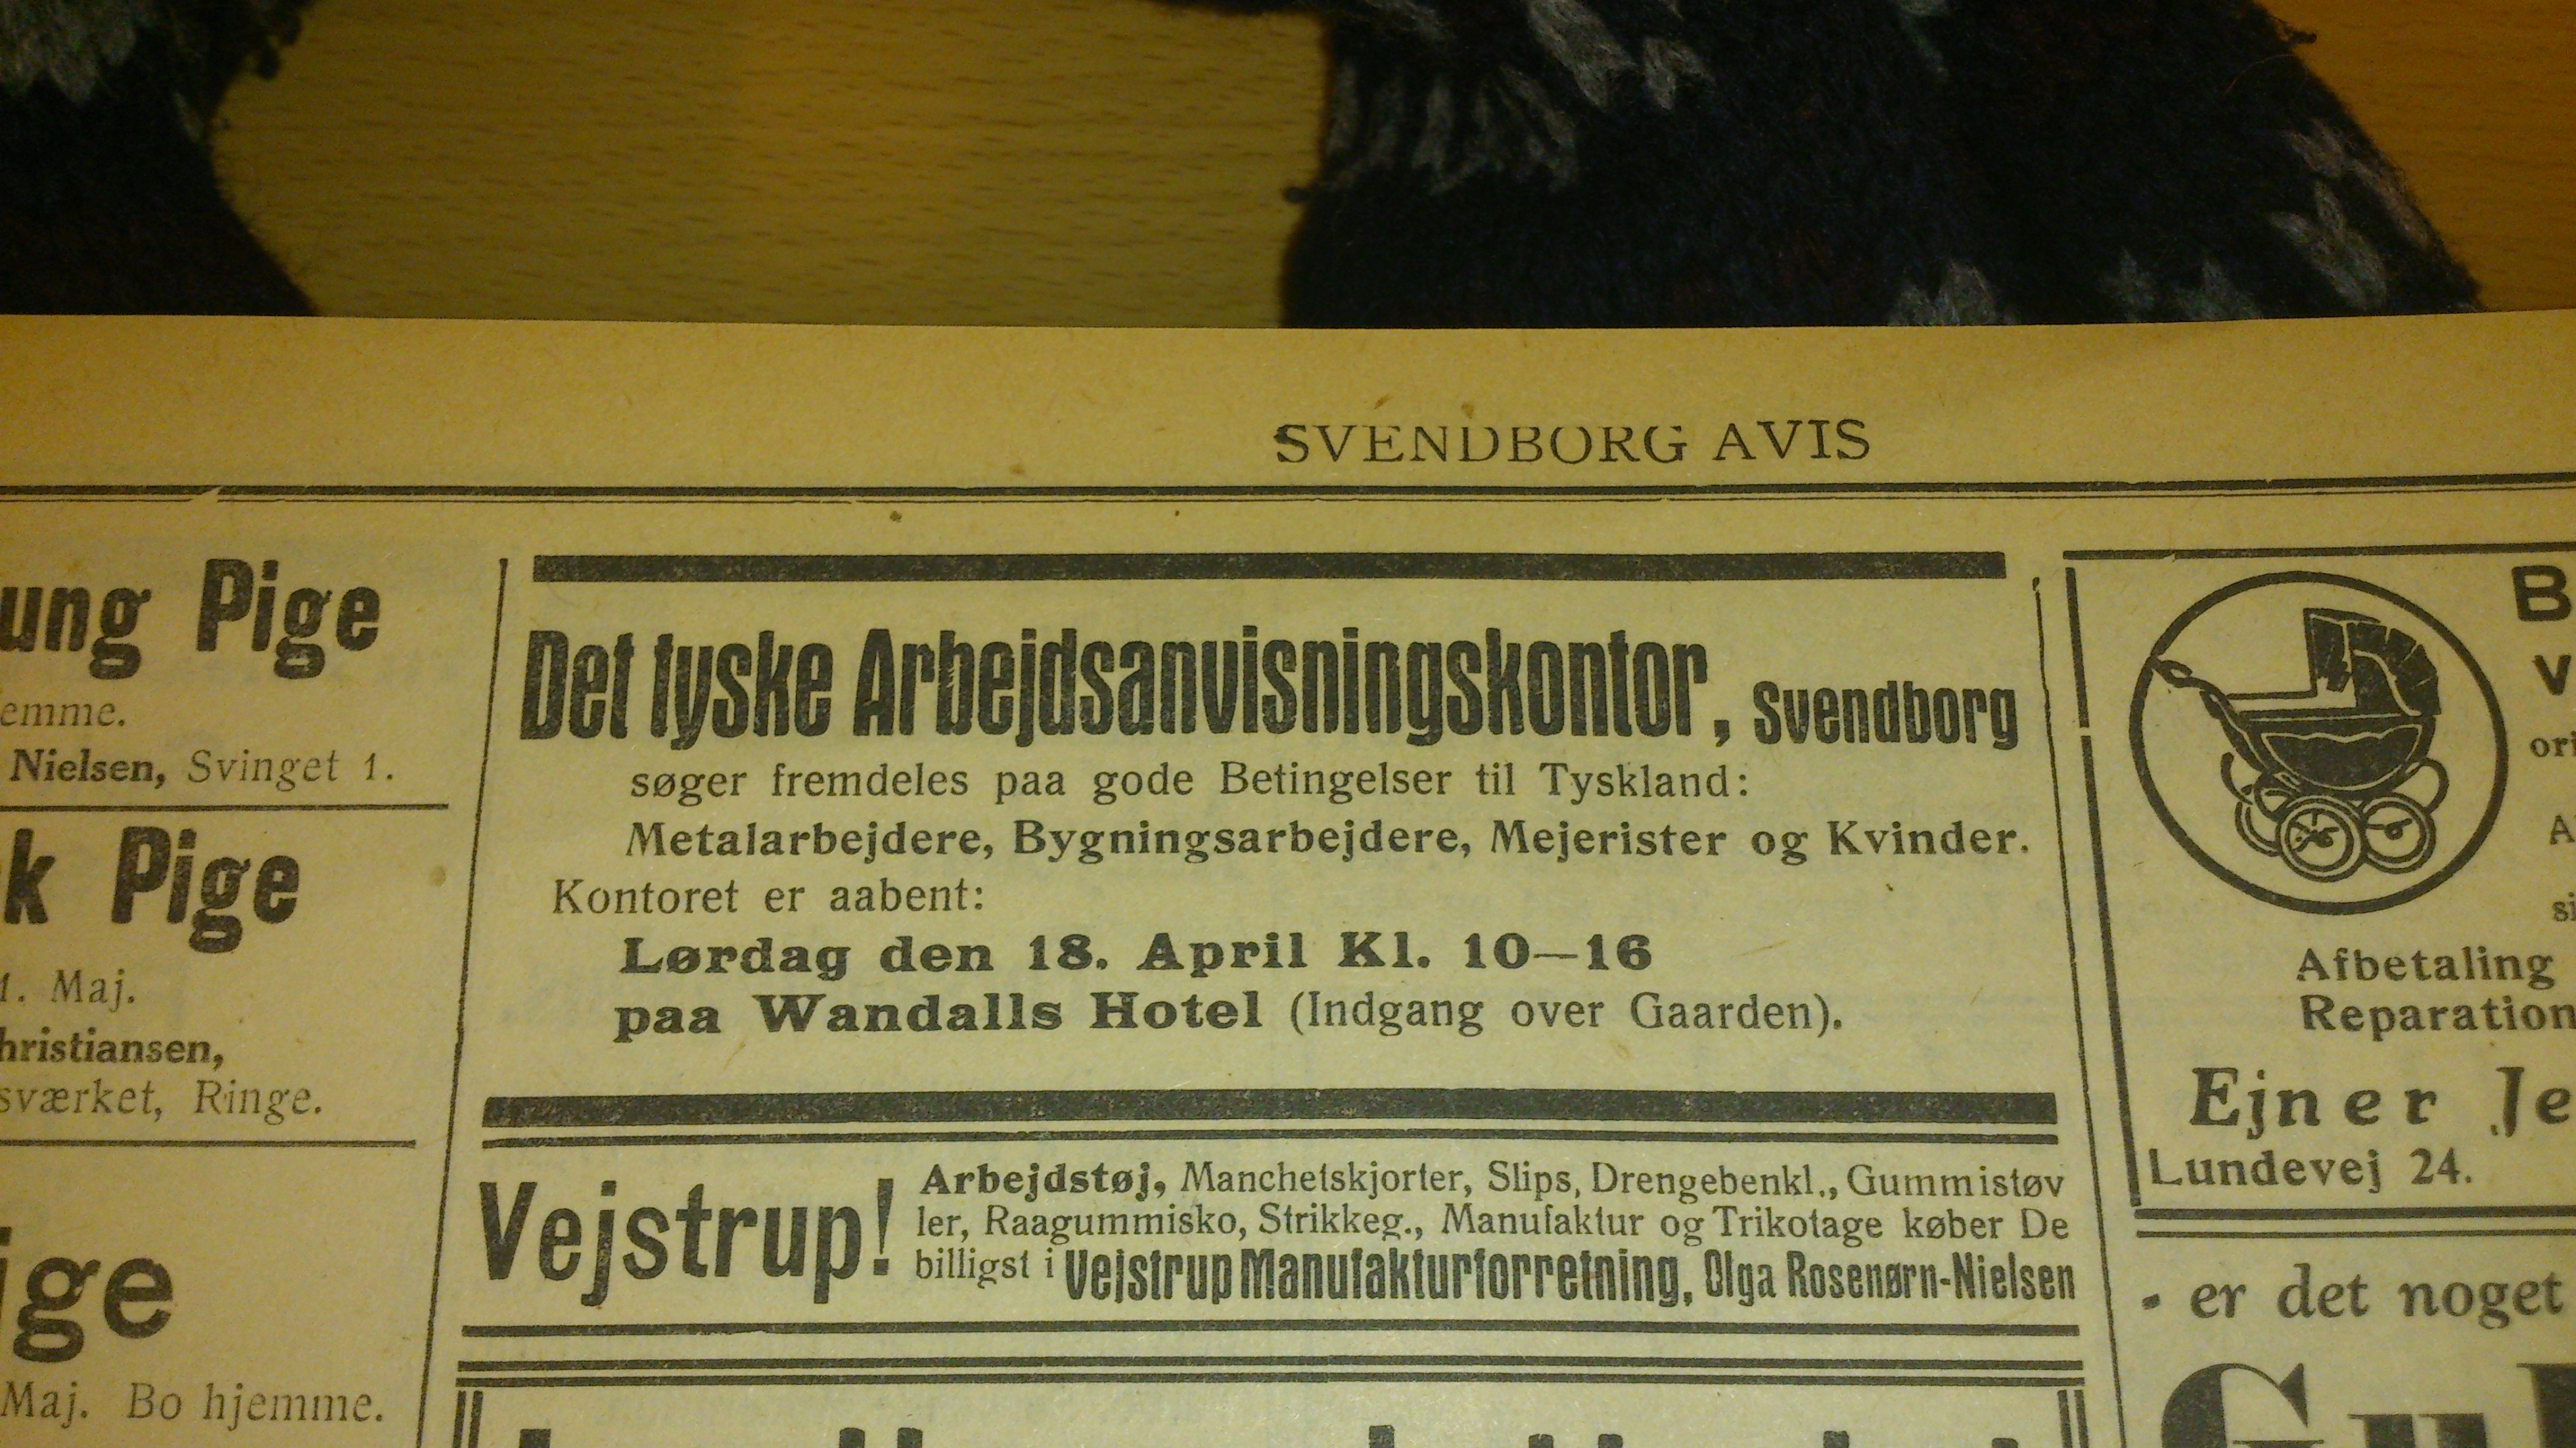 SVENDBORG AVIS
ung Pige
emme.
Nielsen, Svinget 1.
k Pige
1. Maj.
hristiansen,
sværket, Ringe.
ige
Maj. Bo hjemme.
Det tyske Arbejdsanvisningskontor, Svendborg
søger fremdeles paa gode Betingelser til Tyskland:
Metalarbejdere, Bygningsarbejdere, Mejerister og Kvinder.
Kontoret er aabent:
Lørdag den 18. April Kl. 10—16
paa Wandalls Hotel (Indgang over Gaarden).
Vejstrup!
Arbejdstøj, Manchetskjorter, Slips, Drengebenkl., Gummistøv
ler, Raagummisko, Strikkeg., Manufaktur og Trikotage køber De
billigst i Vejstrup Manufakturforretning, Olga Rosenørn-Nielsen
B
v
ori
A
si
Afbetaling
Reparation
Ejner Je
Lundevej 24.
- er det noget